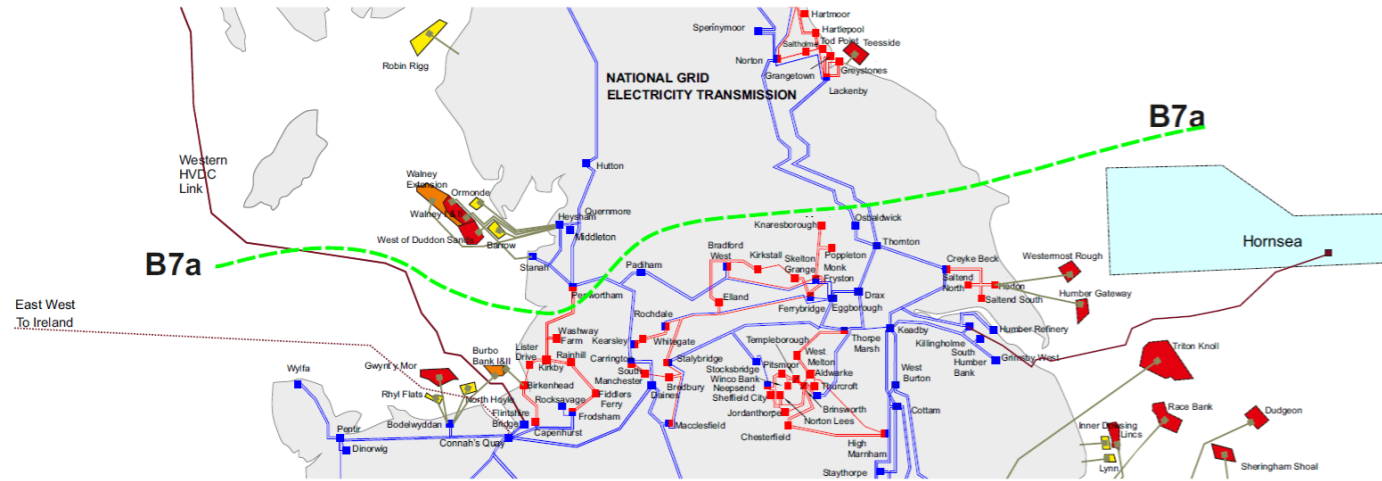 Hartmoor
Spennymoor
Hartlepool
Saltholme
Tod Point
Teesside
Robin Rigg
Norton
Grangetown
Greystones
Lackenby
NATIONAL GRID
ELECTRICITY TRANSMISSION
B7a
Western
HVDC
Link
Hutton
Walney
Extension
Ormonde
Walney I & II
Quernmore
Heysham
Middleton
West of Duddon Sands
Barrow
Stanah
B7a
Osbaldwick
Knaresborough
Thornton
Hornsea
Bradford
West
Kirkstall
Skelton
Grange
Poppleton
Monk
Fryston
Creyke Beck
Westermost Rough
Padiham
Saltend
North
Hedon
Saltend South
Humber Gateway
Penwortham
Elland
Drax
Eggborough
Ferrybridge
East West
To Ireland
Rochdale
Washway
Farm
Kearsley
Whitegate
Templeborough
Thorpe
Marsh
Keadby
Killingholme
Humber Refinery
South
Humber
Bank
Grimsby West
Triton Knoll
Lister
Drive
Rainhill
Kirkby
Carrington
Stalybridge
Stocksbridge
Pitsmoor
West
Melton
Aldwarke
Burbo
Bank I&II
Gwynt y Mor
Wylfa
Birkenhead
South
Manchester
Daines
Bredbury
Winco Bank
Neepsend
Sheffield City
Thurcroft
West
Burton
Rhyl Flats
North Hoyle
Rocksavage
Fiddlers
Ferry
Brinsworth
Norton Lees
Jordanthorpe
Cottam
Race Bank
Dudgeon
Pentir
Bodelwyddan
Flintshire
Bridge
Frodsham
Capenhurst
Macclesfield
Chesterfield
Inner Dowsing
Lincs
Dinorwig
Connah's Quay
High
Marnham
Lynn
Sheringham Shoal
Staythorpe